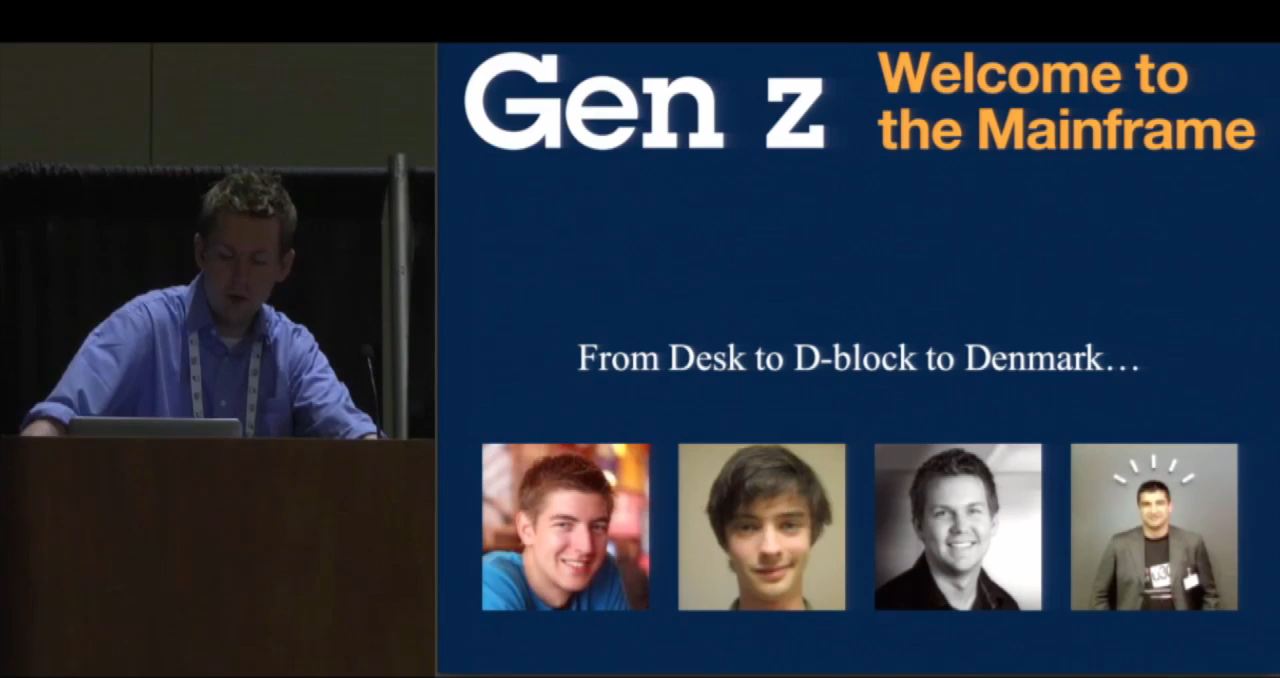 Gen z
Welcome to
the Mainframe
From Desk to D-block to Denmark…